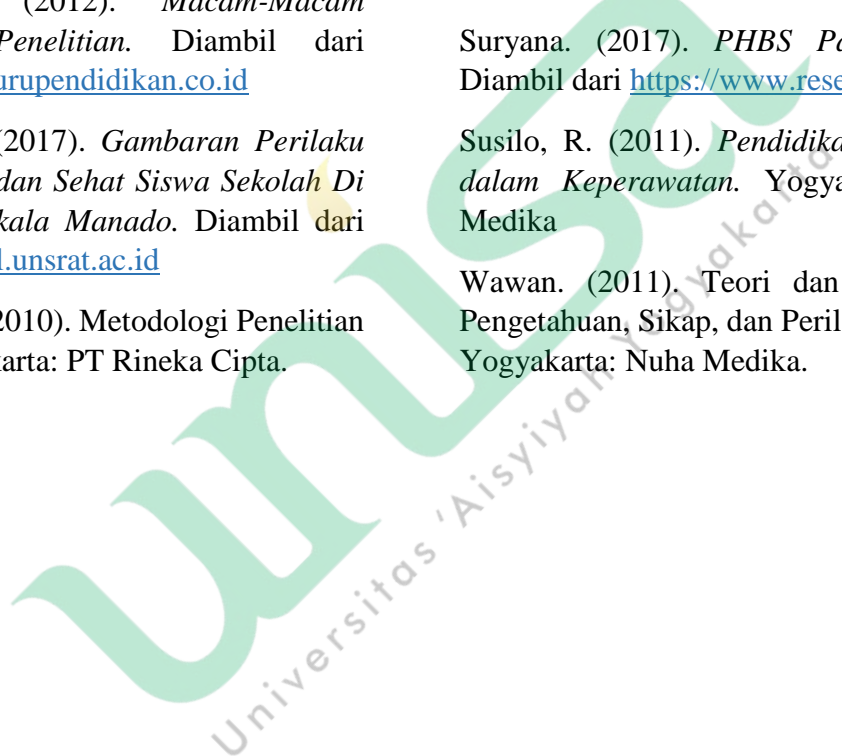 (2012). Macam-Macam
Penelitian. Diambil dari
urupendidikan.co.id
(2017). Gambaran Perilaku
dan Sehat Siswa Sekolah Di
kala Manado. Diambil dari
l.unsrat.ac.id
2010). Metodologi Penelitian
karta: PT Rineka Cipta.
Suryana. (2017). PHBS Pa
Diambil dari https://www.rese
Susilo, R. (2011). Pendidika
dalam Keperawatan. Yogya
Medika
Wawan. (2011). Teori dan
Pengetahuan, Sikap, dan Peril
Yogyakarta: Nuha Medika.
unisa
Universitas 'Aisyiyah Yogyakarta